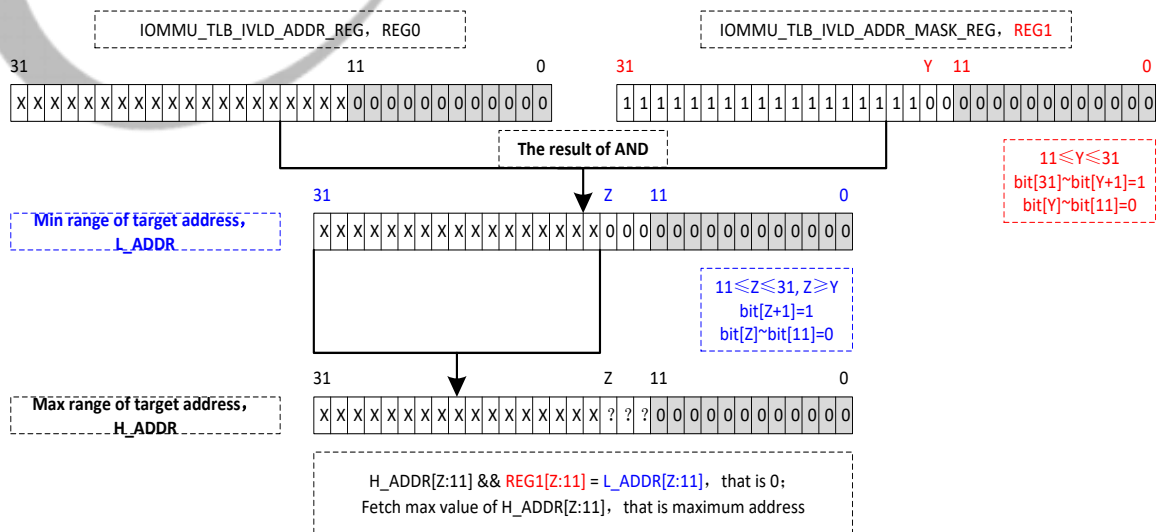 IOMMU_TLB_IVLD_ADDR_REG，REG0
IOMMU_TLB_IVLD_ADDR_MASK_REG，REG1
31 11 0
31 Y 11 0
X X X X X X X X X X X X X X X X X X X X 0 0 0 0 0 0 0 0 0 0 0 0
1 1 1 1 1 1 1 1 1 1 1 1 1 1 1 1 1 1 0 0 0 0 0 0 0 0 0 0 0 0 0 0
The result of AND
11≤Y≤31
bit[31]~bit[Y+1]=1
bit[Y]~bit[11]=0
31 Z 11 0
Min range of target address，
L_ADDR
X X X X X X X X X X X X X X X X X 0 0 0 0 0 0 0 0 0 0 0 0 0 0 0
11≤Z≤31, Z≥Y
bit[Z+1]=1
bit[Z]~bit[11]=0
31 Z 11 0
Max range of target address，
H_ADDR
X X X X X X X X X X X X X X X X X ? ? ? 0 0 0 0 0 0 0 0 0 0 0 0
H_ADDR[Z:11] && REG1[Z:11] = L_ADDR[Z:11]，that is 0;
Fetch max value of H_ADDR[Z:11]，that is maximum address